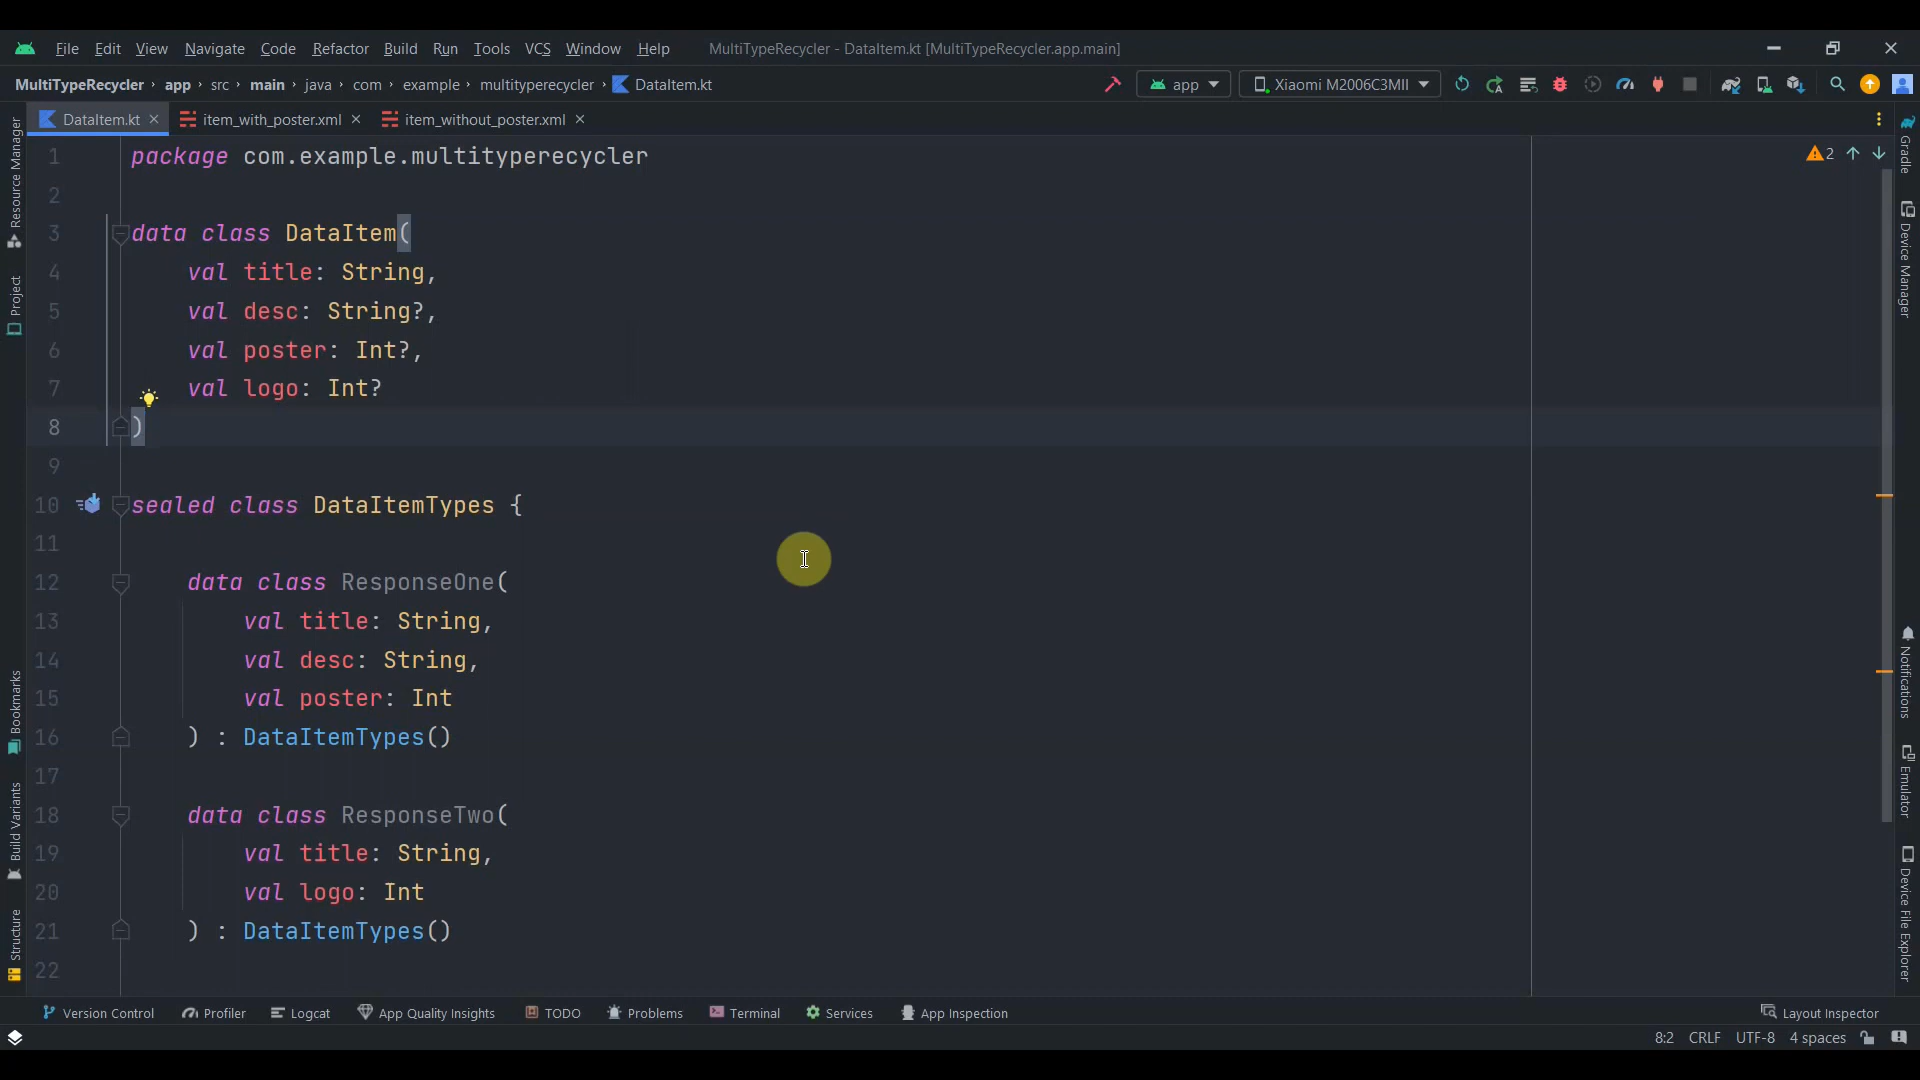 File Edit View Navigate Code Refactor Build Run Tools VCS Window Help MultiTypeRecycler - DataItem.kt [MultiTypeRecycler.app.main]
MultiTypeRecycler › app › src › main › java › com › example › multityperecycler › DataItem.kt app Xiaomi M2006C3MII
DataItem.kt item_with_poster.xml item_without_poster.xml
1 package com.example.multityperecycler 2
2
3 data class DataItem(
4 val title: String,
5 val desc: String?,
6 val poster: Int?,
7 val logo: Int?
8 )
9
10 sealed class DataItemTypes {
11
12 data class ResponseOne(
13 val title: String,
14 val desc: String,
15 val poster: Int
16 ) : DataItemTypes()
17
18 data class ResponseTwo(
19 val title: String,
20 val logo: Int
21 ) : DataItemTypes()
22
Resource Manager
Project
Bookmarks
Build Variants
Structure
Gradle
Device Manager
Notifications
Emulator
Device File Explorer
Version Control Profiler Logcat App Quality Insights TODO Problems Terminal Services App Inspection Layout Inspector
8:2 CRLF UTF-8 4 spaces